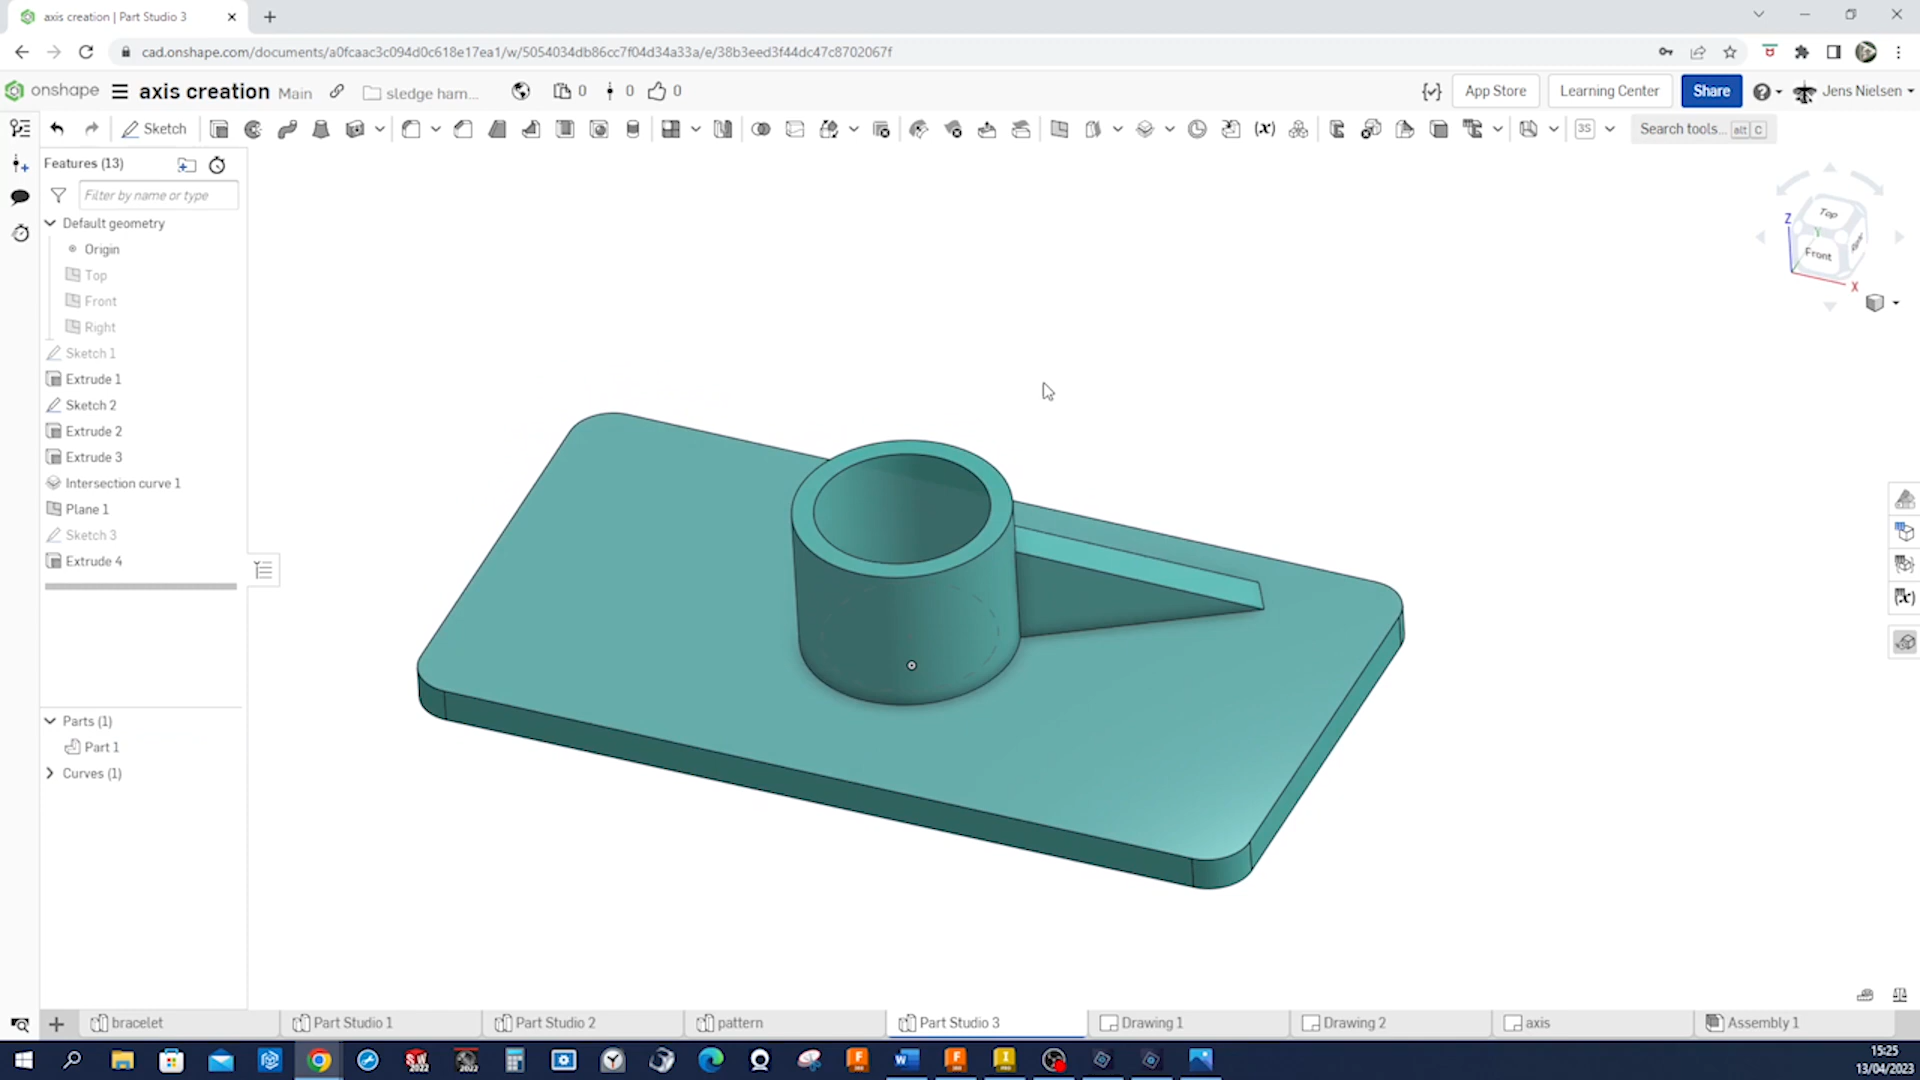 axis creation | Part Studio 3
cad.onshape.com/documents/a0fcaac3c094d0c618e17ea1/w/5054034db86cc7f04d34a33a/e/38b3eed3f44dc47c8702067f
onshape axis creation Main sledge ham... 0 0 0 App Store Learning Center Share Jens Nielsen
Sketch (x) 3S Search tools... alt C
Features (13)
Filter by name or type
Default geometry
Origin
Top
Front
Right
Sketch 1
Extrude 1
Sketch 2
Extrude 2
Extrude 3
Intersection curve 1
Plane 1
Sketch 3
Extrude 4
Parts (1)
Part 1
Curves (1)
Top
Z
Front
Right
X
(x)
bracelet Part Studio 1 Part Studio 2 pattern Part Studio 3 Drawing 1 Drawing 2 axis Assembly 1
15:25
13/04/2023